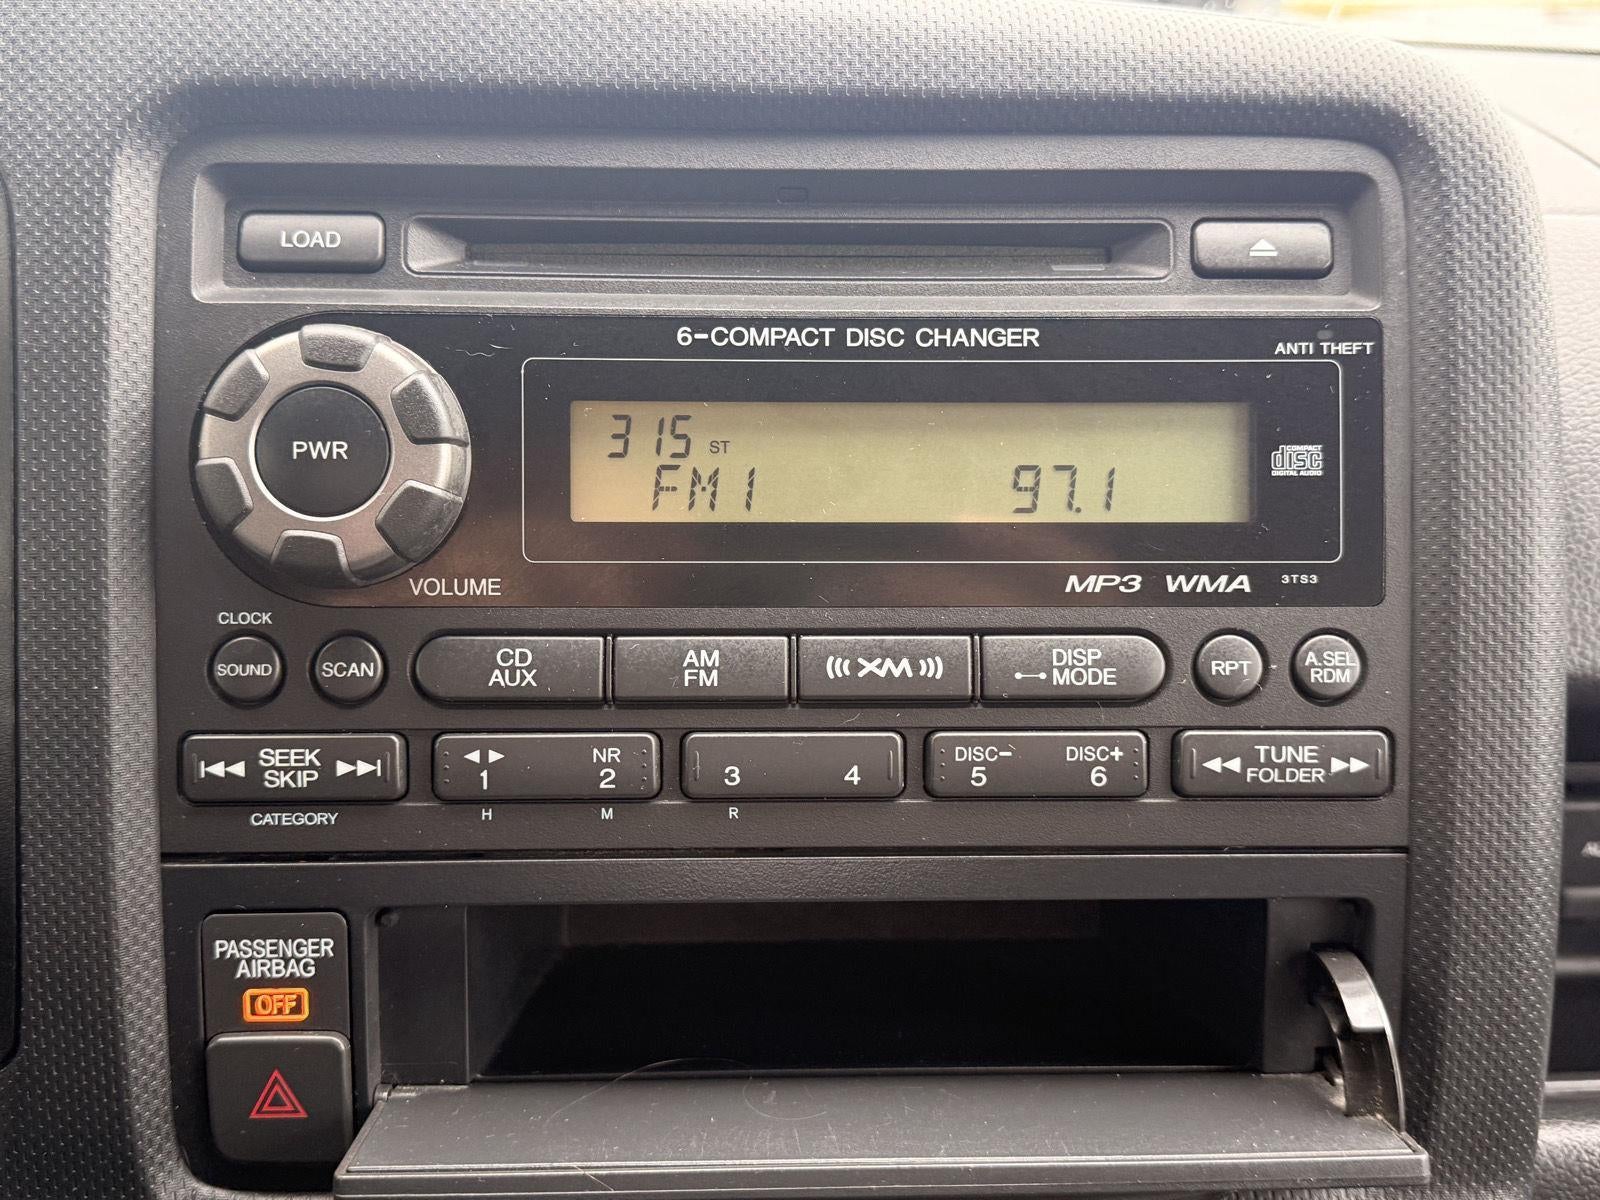 LOAD
6-COMPACT DISC CHANGER
ANTI THEFT
PWR
315 ST
FM1 97.1
COMPACT
disc
DIGITAL AUDIO
VOLUME
MP3 WMA 3TS3
CLOCK
SOUND
SCAN
CD
AUX
AM
FM
XM
DISP
MODE
RPT
A.SEL
RDM
SEEK
SKIP
CATEGORY
1
H
NR
2
M
3
R
4
DISC-
5
DISC+
6
TUNE
FOLDER
PASSENGER
AIRBAG
OFF